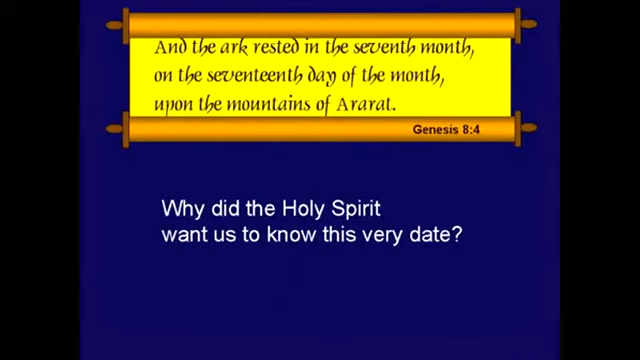 And the ark rested in the seventh month,
on the seventeenth day of the month,
upon the mountains of Ararat.
Genesis 8:4
Why did the Holy Spirit
want us to know this very date?